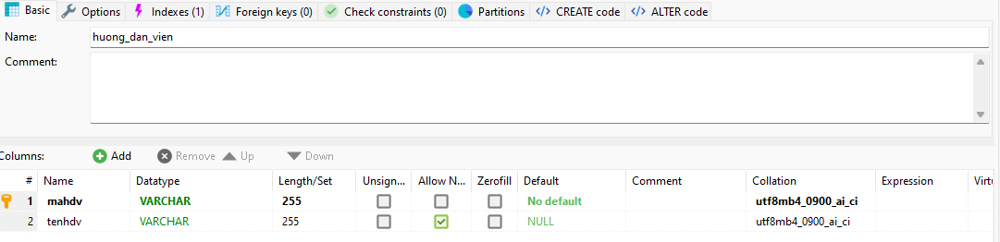 Basic Options Indexes (1) Foreign keys (0) Check constraints (0) Partitions CREATE code ALTER code
Name: huong_dan_vien
Comment:
Columns: Add Remove Up Down
# Name Datatype Length/Set Unsign... Allow N... Zerofill Default Comment Collation Expression Virtu
1 mahdv VARCHAR 255 No default utf8mb4_0900_ai_ci
2 tenhdv VARCHAR 255 NULL utf8mb4_0900_ai_ci